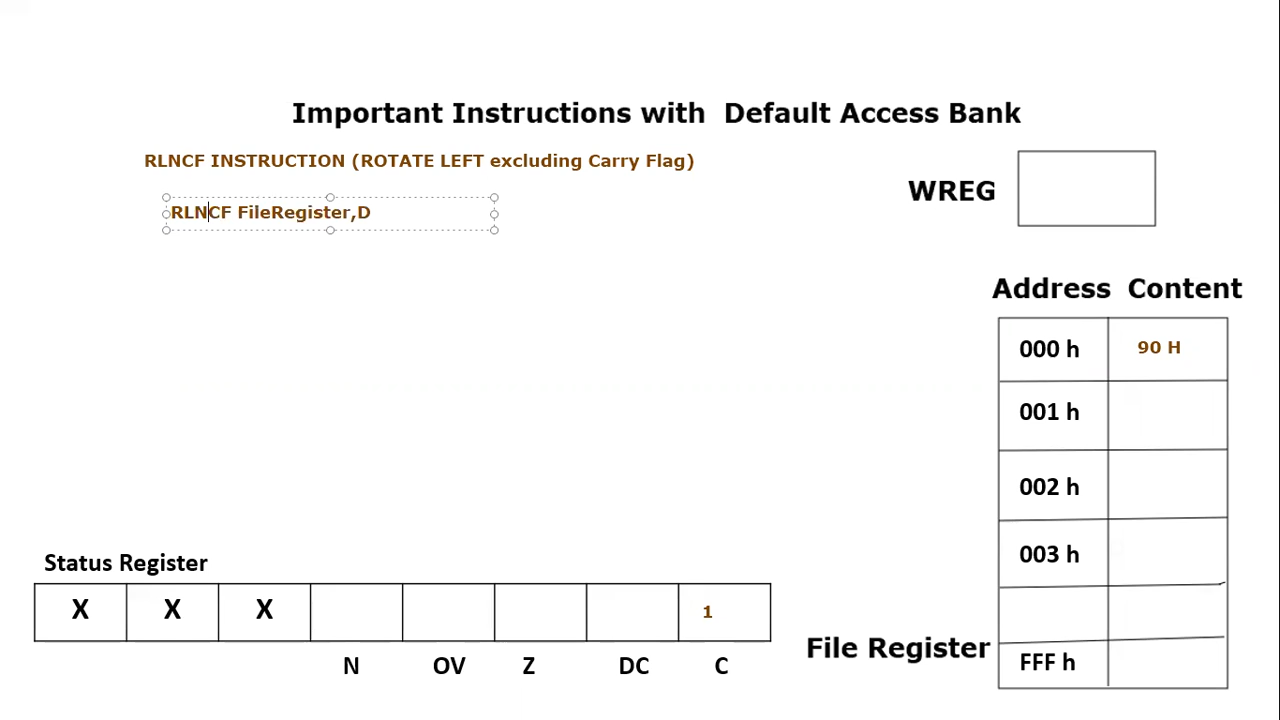 Important Instructions with Default Access Bank
RLNCF INSTRUCTION (ROTATE LEFT excluding Carry Flag)
RLNCF FileRegister,D
WREG
Address Content
000 h 90 H
001 h
002 h
003 h
FFF h
File Register
Status Register
X X X 1
N OV Z DC C